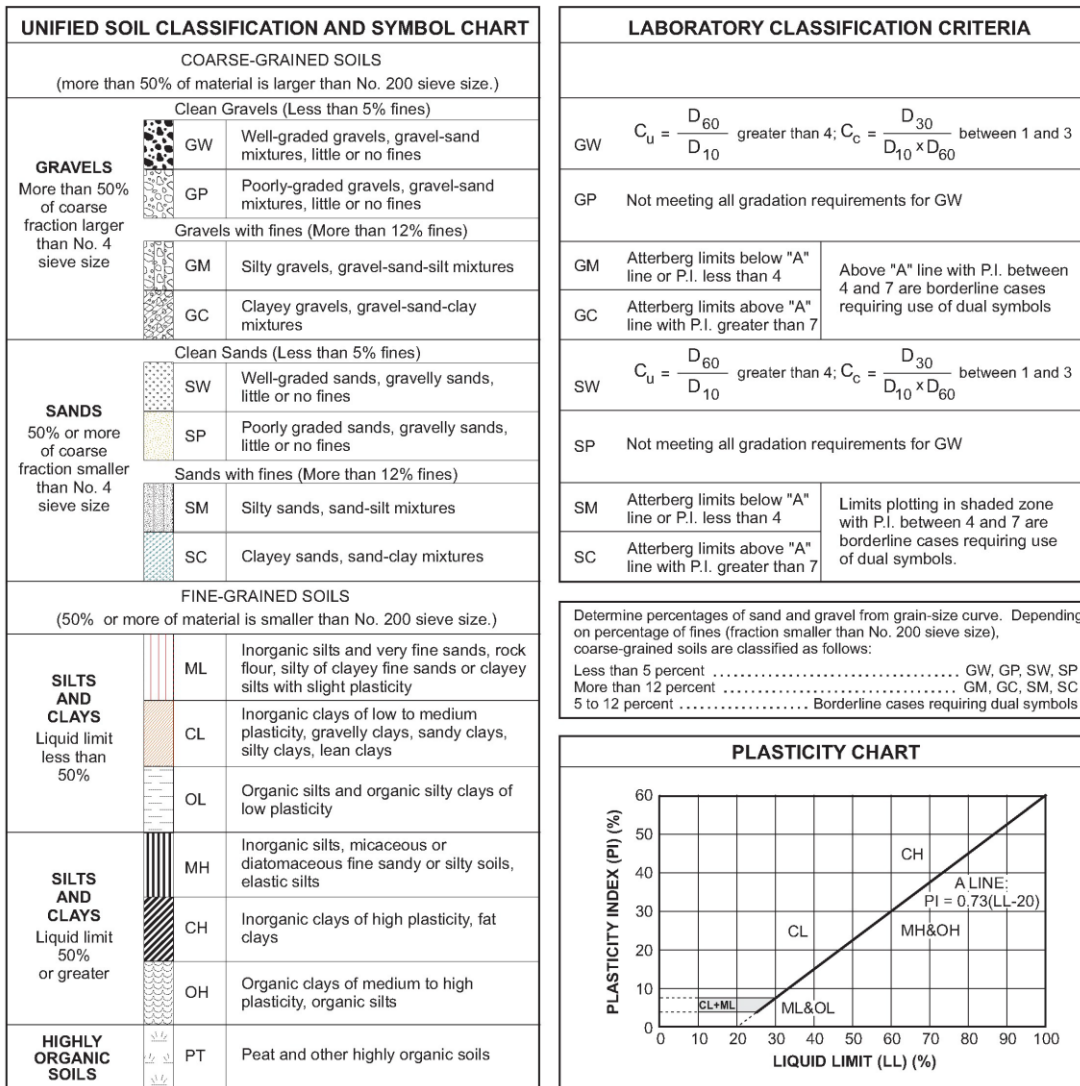 UNIFIED SOIL CLASSIFICATION AND SYMBOL CHART
COARSE-GRAINED SOILS
(more than 50% of material is larger than No. 200 sieve size.)
Clean Gravels (Less than 5% fines)
GRAVELS
More than 50%
of coarse
fraction larger
than No. 4
sieve size
GW
Well-graded gravels, gravel-sand
mixtures, little or no fines
GP
Poorly-graded gravels, gravel-sand
mixtures, little or no fines
Gravels with fines (More than 12% fines)
GM
Silty gravels, gravel-sand-silt mixtures
GC
Clayey gravels, gravel-sand-clay
mixtures
Clean Sands (Less than 5% fines)
SANDS
50% or more
of coarse
fraction smaller
than No. 4
sieve size
SW
Well-graded sands, gravelly sands,
little or no fines
SP
Poorly graded sands, gravelly sands,
little or no fines
Sands with fines (More than 12% fines)
SM
Silty sands, sand-silt mixtures
SC
Clayey sands, sand-clay mixtures
FINE-GRAINED SOILS
(50% or more of material is smaller than No. 200 sieve size.)
SILTS
AND
CLAYS
Liquid limit
less than
50%
ML
Inorganic silts and very fine sands, rock
flour, silty of clayey fine sands or clayey
silts with slight plasticity
CL
Inorganic clays of low to medium
plasticity, gravelly clays, sandy clays,
silty clays, lean clays
OL
Organic silts and organic silty clays of
low plasticity
SILTS
AND
CLAYS
Liquid limit
50%
or greater
MH
Inorganic silts, micaceous or
diatomaceous fine sandy or silty soils,
elastic silts
CH
Inorganic clays of high plasticity, fat
clays
OH
Organic clays of medium to high
plasticity, organic silts
HIGHLY
ORGANIC
SOILS
PT
Peat and other highly organic soils
LABORATORY CLASSIFICATION CRITERIA
GW
Cu = D60 / D10 greater than 4; Cc = D30 / D10 x D60 between 1 and 3
GP
Not meeting all gradation requirements for GW
GM
Atterberg limits below "A"
line or P.I. less than 4
GC
Atterberg limits above "A"
line with P.I. greater than 7
Above "A" line with P.I. between
4 and 7 are borderline cases
requiring use of dual symbols
SW
Cu = D60 / D10 greater than 4; Cc = D30 / D10 x D60 between 1 and 3
SP
Not meeting all gradation requirements for GW
SM
Atterberg limits below "A"
line or P.I. less than 4
SC
Atterberg limits above "A"
line with P.I. greater than 7
Limits plotting in shaded zone
with P.I. between 4 and 7 are
borderline cases requiring use
of dual symbols.
Determine percentages of sand and gravel from grain-size curve. Depending
on percentage of fines (fraction smaller than No. 200 sieve size),
coarse-grained soils are classified as follows:
Less than 5 percent .................................... GW, GP, SW, SP
More than 12 percent .................................. GM, GC, SM, SC
5 to 12 percent ................... Borderline cases requiring dual symbols
PLASTICITY CHART
PLASTICITY INDEX (PI) (%)
60
50
40
30
20
10
0
CH
A LINE:
PI = 0.73(LL-20)
CL
MH&OH
CL+ML
ML&OL
0 10 20 30 40 50 60 70 80 90 100
LIQUID LIMIT (LL) (%)